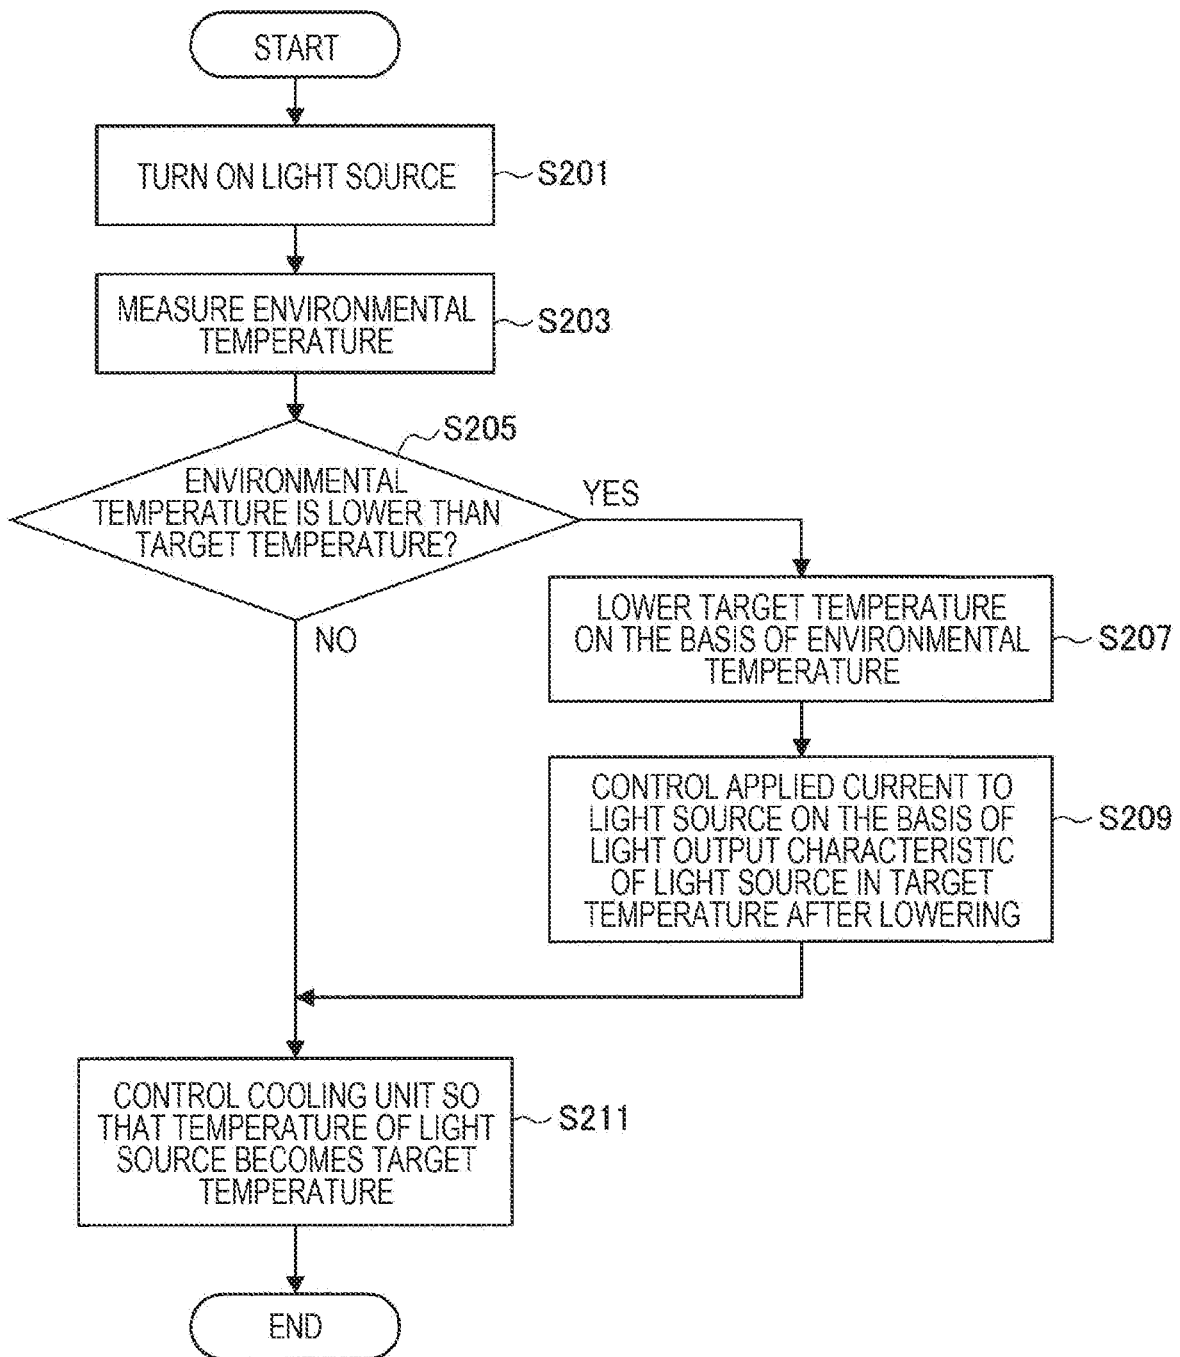 START
TURN ON LIGHT SOURCE
S201
MEASURE ENVIRONMENTAL
TEMPERATURE
S203
S205
ENVIRONMENTAL
TEMPERATURE IS LOWER THAN
TARGET TEMPERATURE?
YES
NO
LOWER TARGET TEMPERATURE
ON THE BASIS OF ENVIRONMENTAL
TEMPERATURE
S207
CONTROL APPLIED CURRENT TO
LIGHT SOURCE ON THE BASIS OF
LIGHT OUTPUT CHARACTERISTIC
OF LIGHT SOURCE IN TARGET
TEMPERATURE AFTER LOWERING
S209
CONTROL COOLING UNIT SO
THAT TEMPERATURE OF LIGHT
SOURCE BECOMES TARGET
TEMPERATURE
S211
END